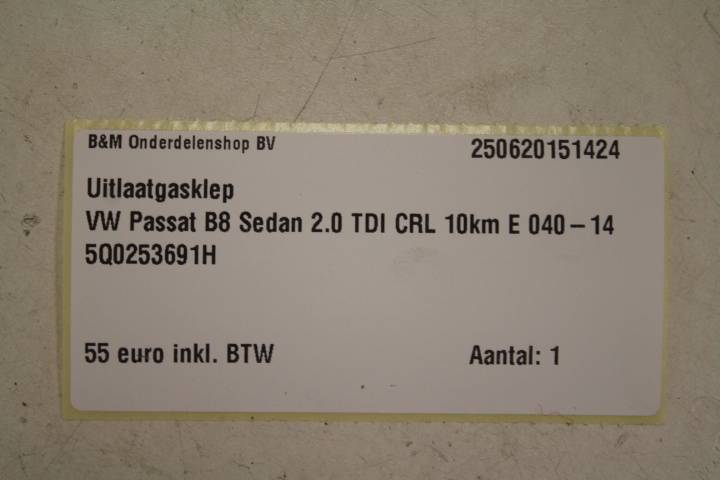 B&M Onderdelenshop BV 250620151424
Uitlaatgasklep
VW Passat B8 Sedan 2.0 TDI CRL 10km E 040-14
5Q0253691H
55 euro inkl. BTW Aantal: 1